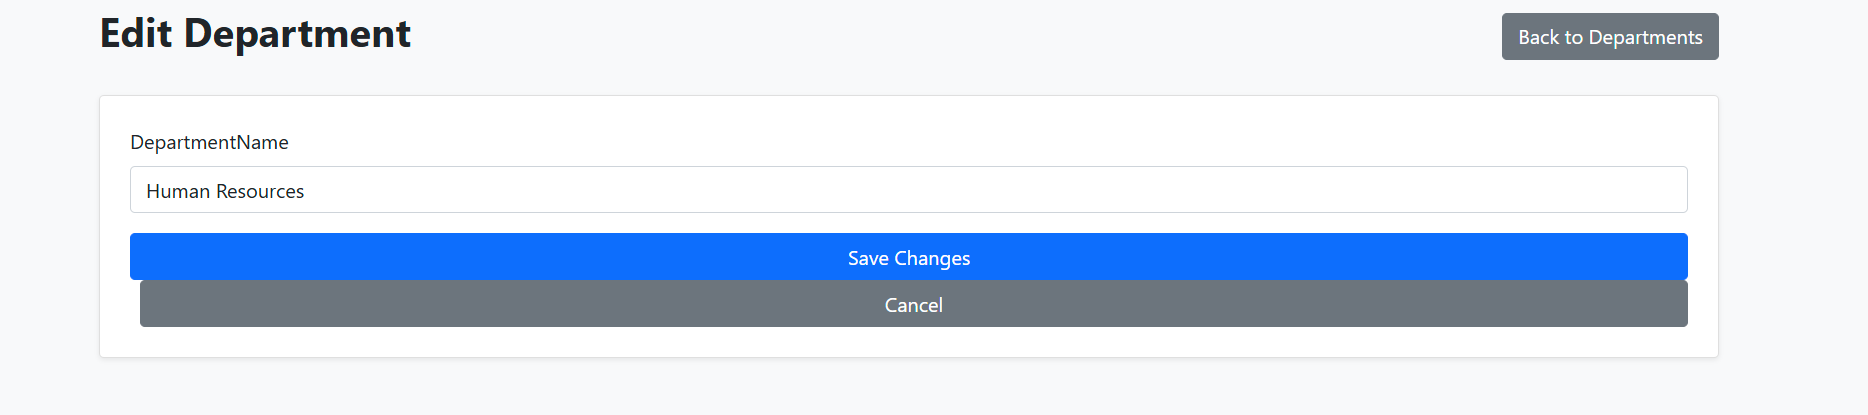 Edit Department
Back to Departments
DepartmentName
Human Resources
Save Changes
Cancel